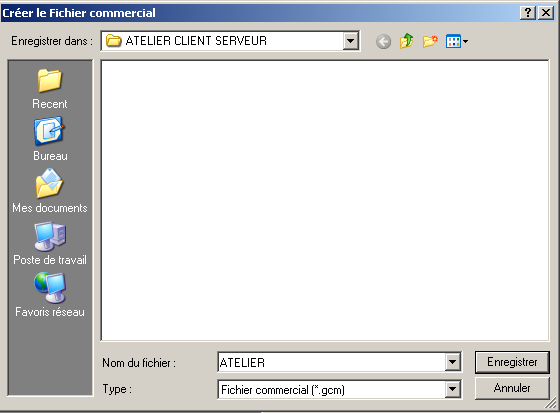 Créer le Fichier commercial
Enregistrer dans :
ATELIER CLIENT SERVEUR
Recent
Bureau
Mes documents
Poste de travail
Favoris réseau
Nom du fichier :
ATELIER
Enregistrer
Type :
Fichier commercial (*.gcm)
Annuler